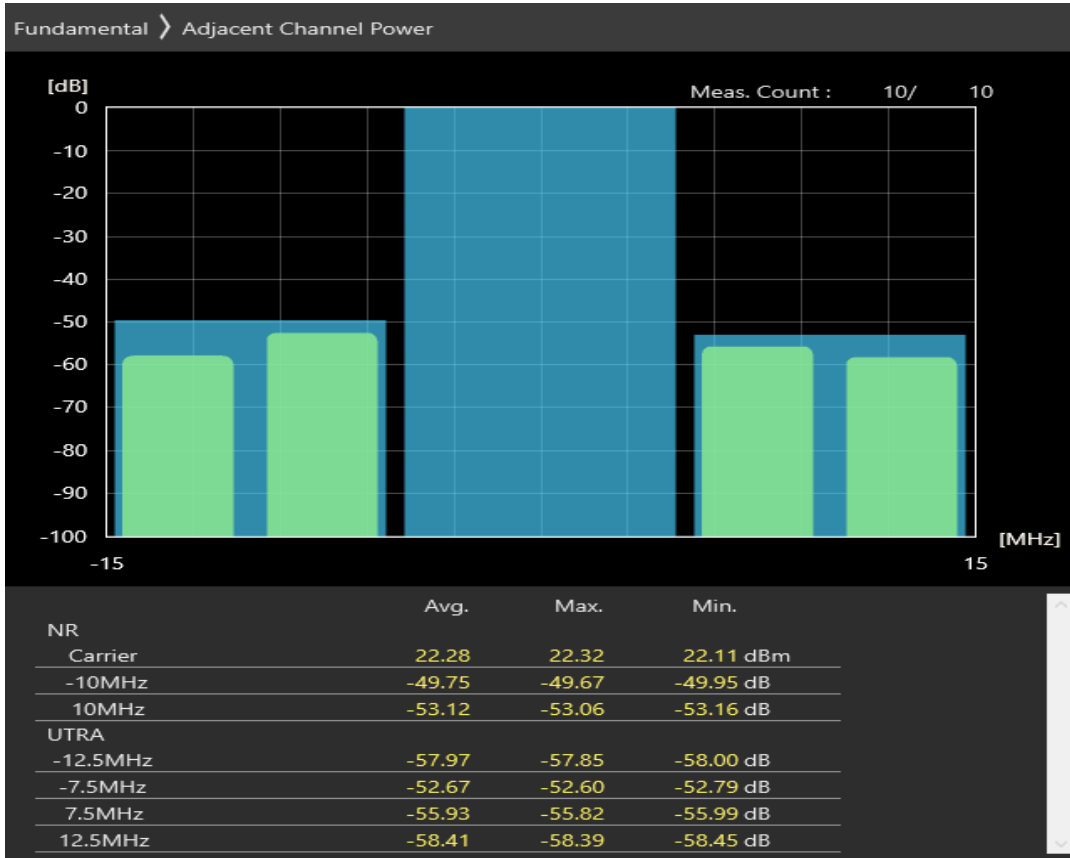 Fundamental ❭ Adjacent Channel Power
[dB]
Meas. Count : 10/ 10
0
-10
-20
-30
-40
-50
-60
-70
-80
-90
-100
[MHz]
-15 15
Avg. Max. Min.
NR
Carrier 22.28 22.32 22.11 dBm
-10MHz -49.75 -49.67 -49.95 dB
10MHz -53.12 -53.06 -53.16 dB
UTRA
-12.5MHz -57.97 -57.85 -58.00 dB
-7.5MHz -52.67 -52.60 -52.79 dB
7.5MHz -55.93 -55.82 -55.99 dB
12.5MHz -58.41 -58.39 -58.45 dB